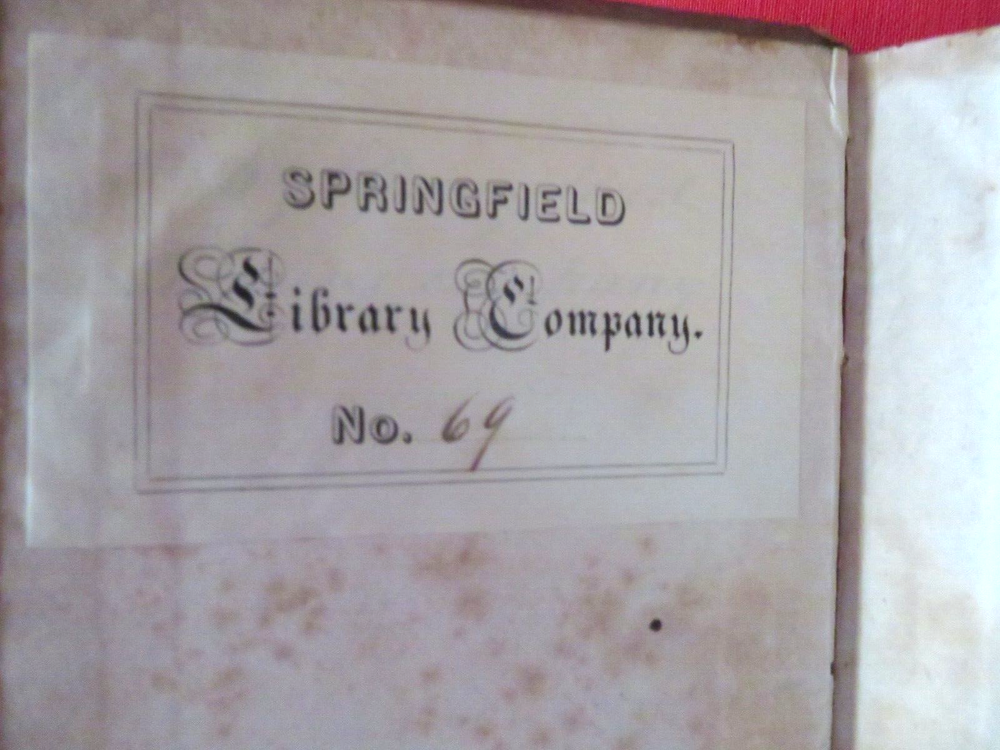 SPRINGFIELD
Library Company.
No. 69